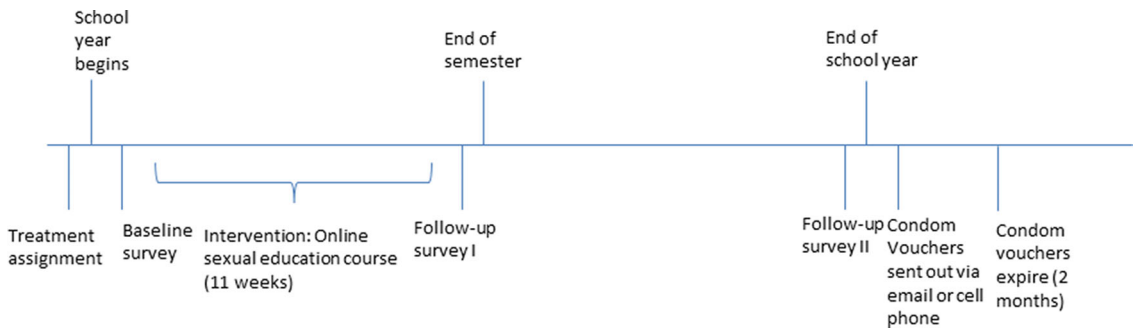 School
year
begins
End of
semester
End of
school year
Treatment
assignment
Baseline
survey
Intervention: Online
sexual education course
(11 weeks)
Follow-up
survey I
Follow-up
survey II
Condom
Vouchers
sent out via
email or cell
phone
Condom
vouchers
expire (2
months)